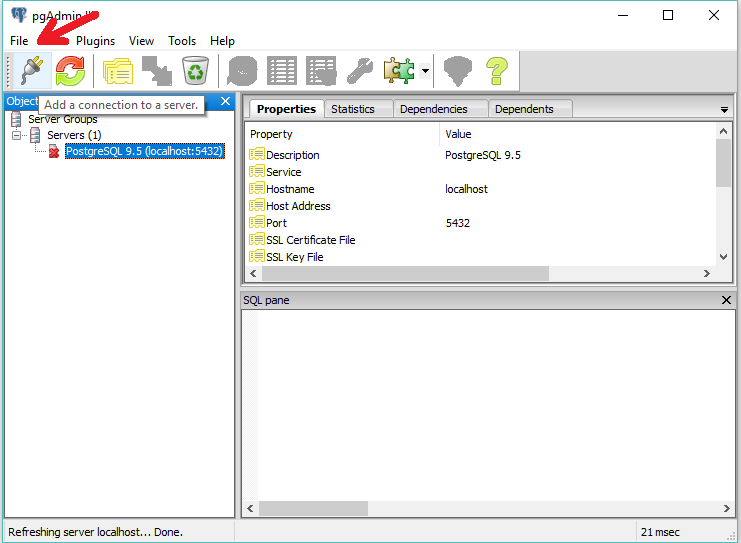 pgAdmin III
File Plugins View Tools Help
Object
Add a connection to a server.
Server Groups
Servers (1)
PostgreSQL 9.5 (localhost:5432)
Properties Statistics Dependencies Dependents
Property Value
Description PostgreSQL 9.5
Service
Hostname localhost
Host Address
Port 5432
SSL Certificate File
SSL Key File
SQL pane
Refreshing server localhost... Done. 21 msec